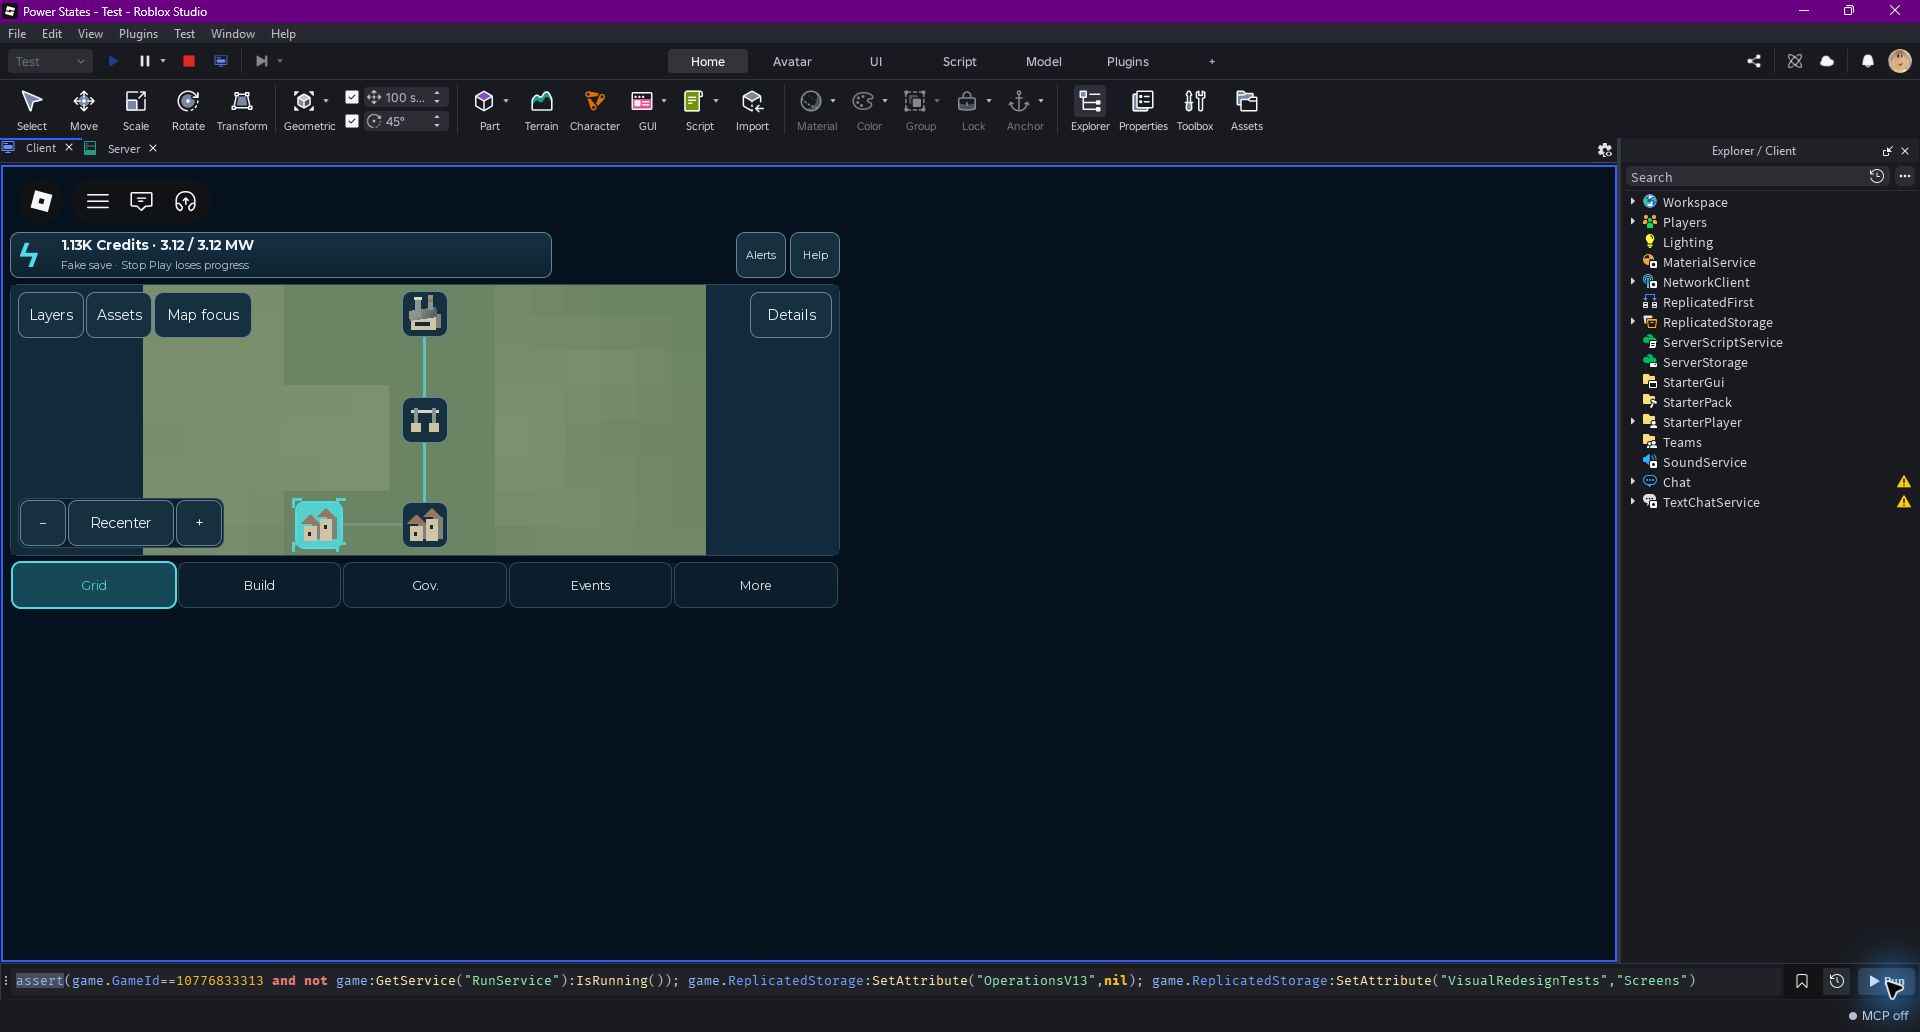 Power States - Test - Roblox Studio
File Edit View Plugins Test Window Help
Test
Home Avatar UI Script Model Plugins +
100 s...
45°
Select Move Scale Rotate Transform Geometric Part Terrain Character GUI Script Import Material Color Group Lock Anchor Explorer Properties Toolbox Assets
Client Server
Explorer / Client
Search
Workspace
Players
Lighting
MaterialService
NetworkClient
ReplicatedFirst
ReplicatedStorage
ServerScriptService
ServerStorage
StarterGui
StarterPack
StarterPlayer
Teams
SoundService
Chat
TextChatService
1.13K Credits · 3.12 / 3.12 MW
Fake save · Stop Play loses progress
Alerts Help
Layers Assets Map focus Details
– Recenter +
Grid Build Gov. Events More
assert(game.GameId==10776833313 and not game:GetService("RunService"):IsRunning()); game.ReplicatedStorage:SetAttribute("OperationsV13",nil); game.ReplicatedStorage:SetAttribute("VisualRedesignTests","Screens")
MCP off